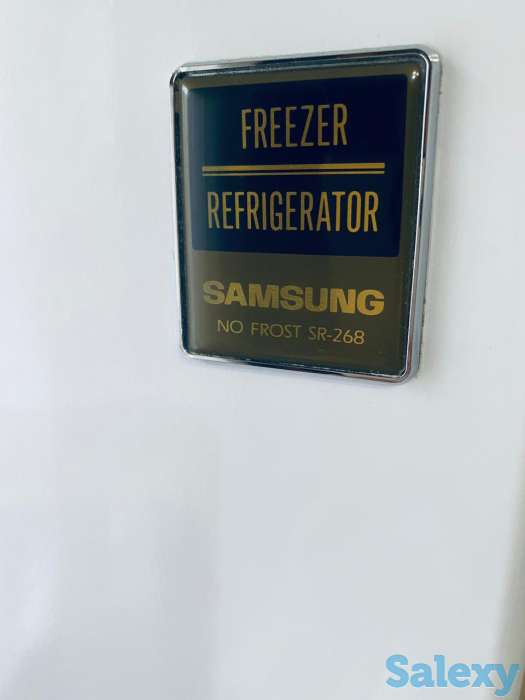 FREEZER
REFRIGERATOR
SAMSUNG
NO FROST SR-268
Salexy